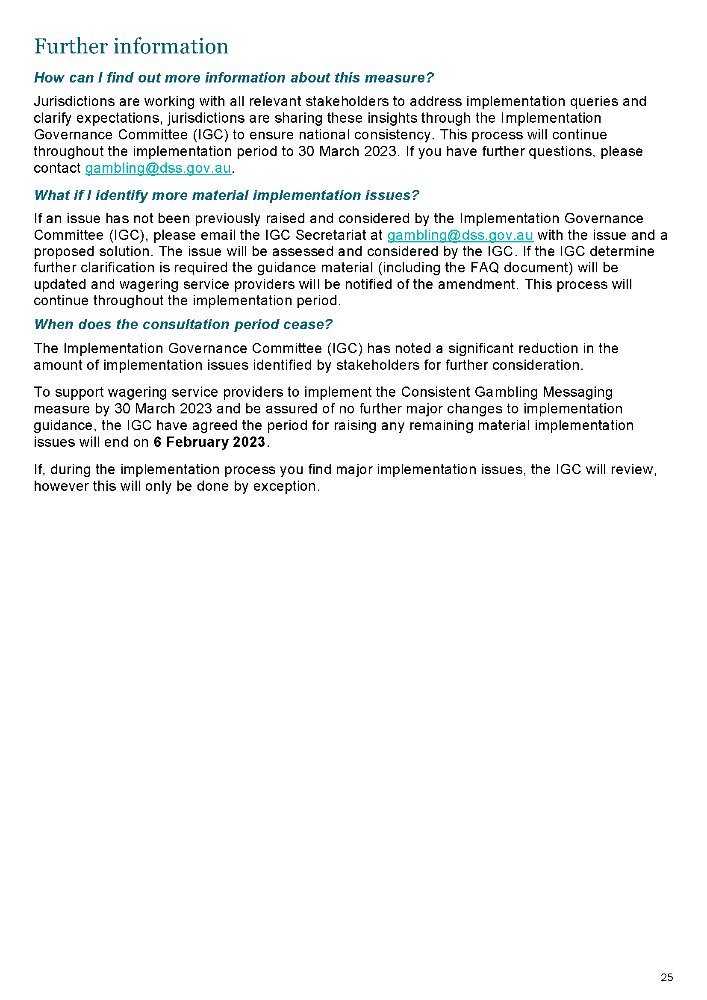 Further information
How can I find out more information about this measure?
Jurisdictions are working with all relevant stakeholders to address implementation queries and
clarify expectations, jurisdictions are sharing these insights through the Implementation
Governance Committee (IGC) to ensure national consistency. This process will continue
throughout the implementation period to 30 March 2023. If you have further questions, please
contact gambling@dss.gov.au.
What if I identify more material implementation issues?
If an issue has not been previously raised and considered by the Implementation Governance
Committee (IGC), please email the IGC Secretariat at gambling@dss.gov.au with the issue and a
proposed solution. The issue will be assessed and considered by the IGC. If the IGC determine
further clarification is required the guidance material (including the FAQ document) will be
updated and wagering service providers will be notified of the amendment. This process will
continue throughout the implementation period.
When does the consultation period cease?
The Implementation Governance Committee (IGC) has noted a significant reduction in the
amount of implementation issues identified by stakeholders for further consideration.
To support wagering service providers to implement the Consistent Gambling Messaging
measure by 30 March 2023 and be assured of no further major changes to implementation
guidance, the IGC have agreed the period for raising any remaining material implementation
issues will end on 6 February 2023.
If, during the implementation process you find major implementation issues, the IGC will review,
however this will only be done by exception.
25